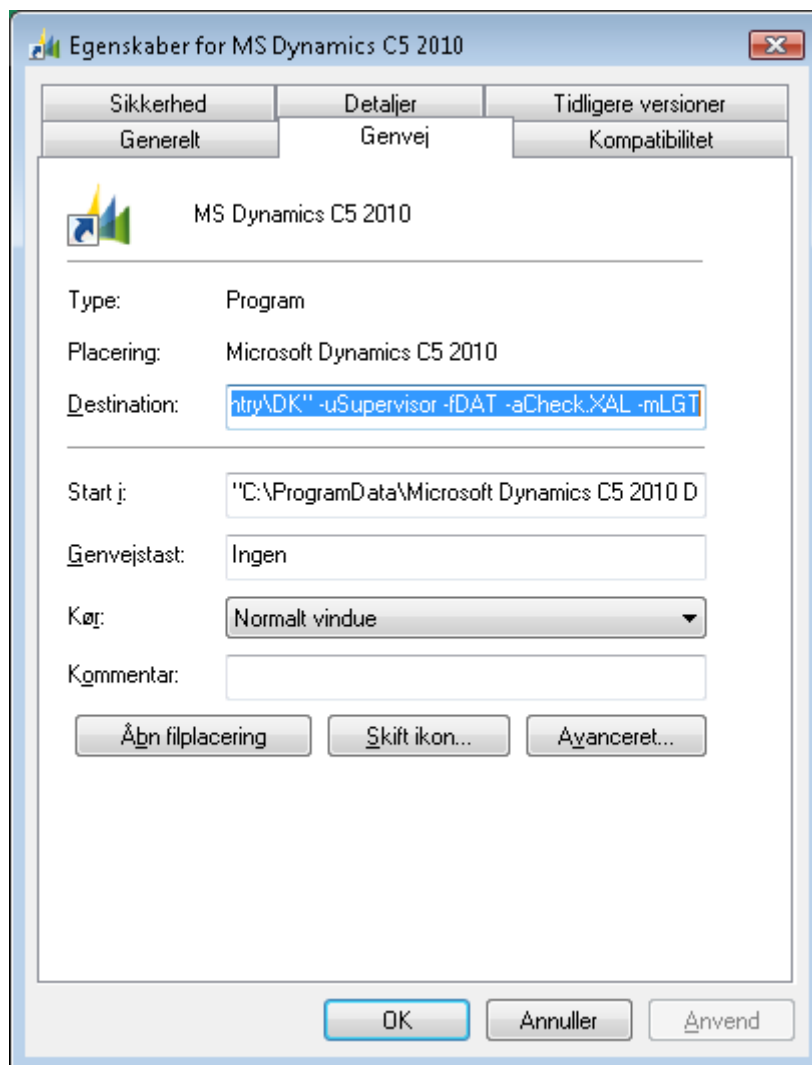 Egenskaber for MS Dynamics C5 2010
Sikkerhed Detaljer Tidligere versioner
Generelt Genvej Kompatibilitet
MS Dynamics C5 2010
Type: Program
Placering: Microsoft Dynamics C5 2010
Destination: ntry\DK" -uSupervisor -fDAT -aCheck.XAL -mLGT
Start i: "C:\ProgramData\Microsoft Dynamics C5 2010 D
Genvejstast: Ingen
Kør: Normalt vindue
Kommentar:
Åbn filplacering Skift ikon... Avanceret...
OK Annuller Anvend